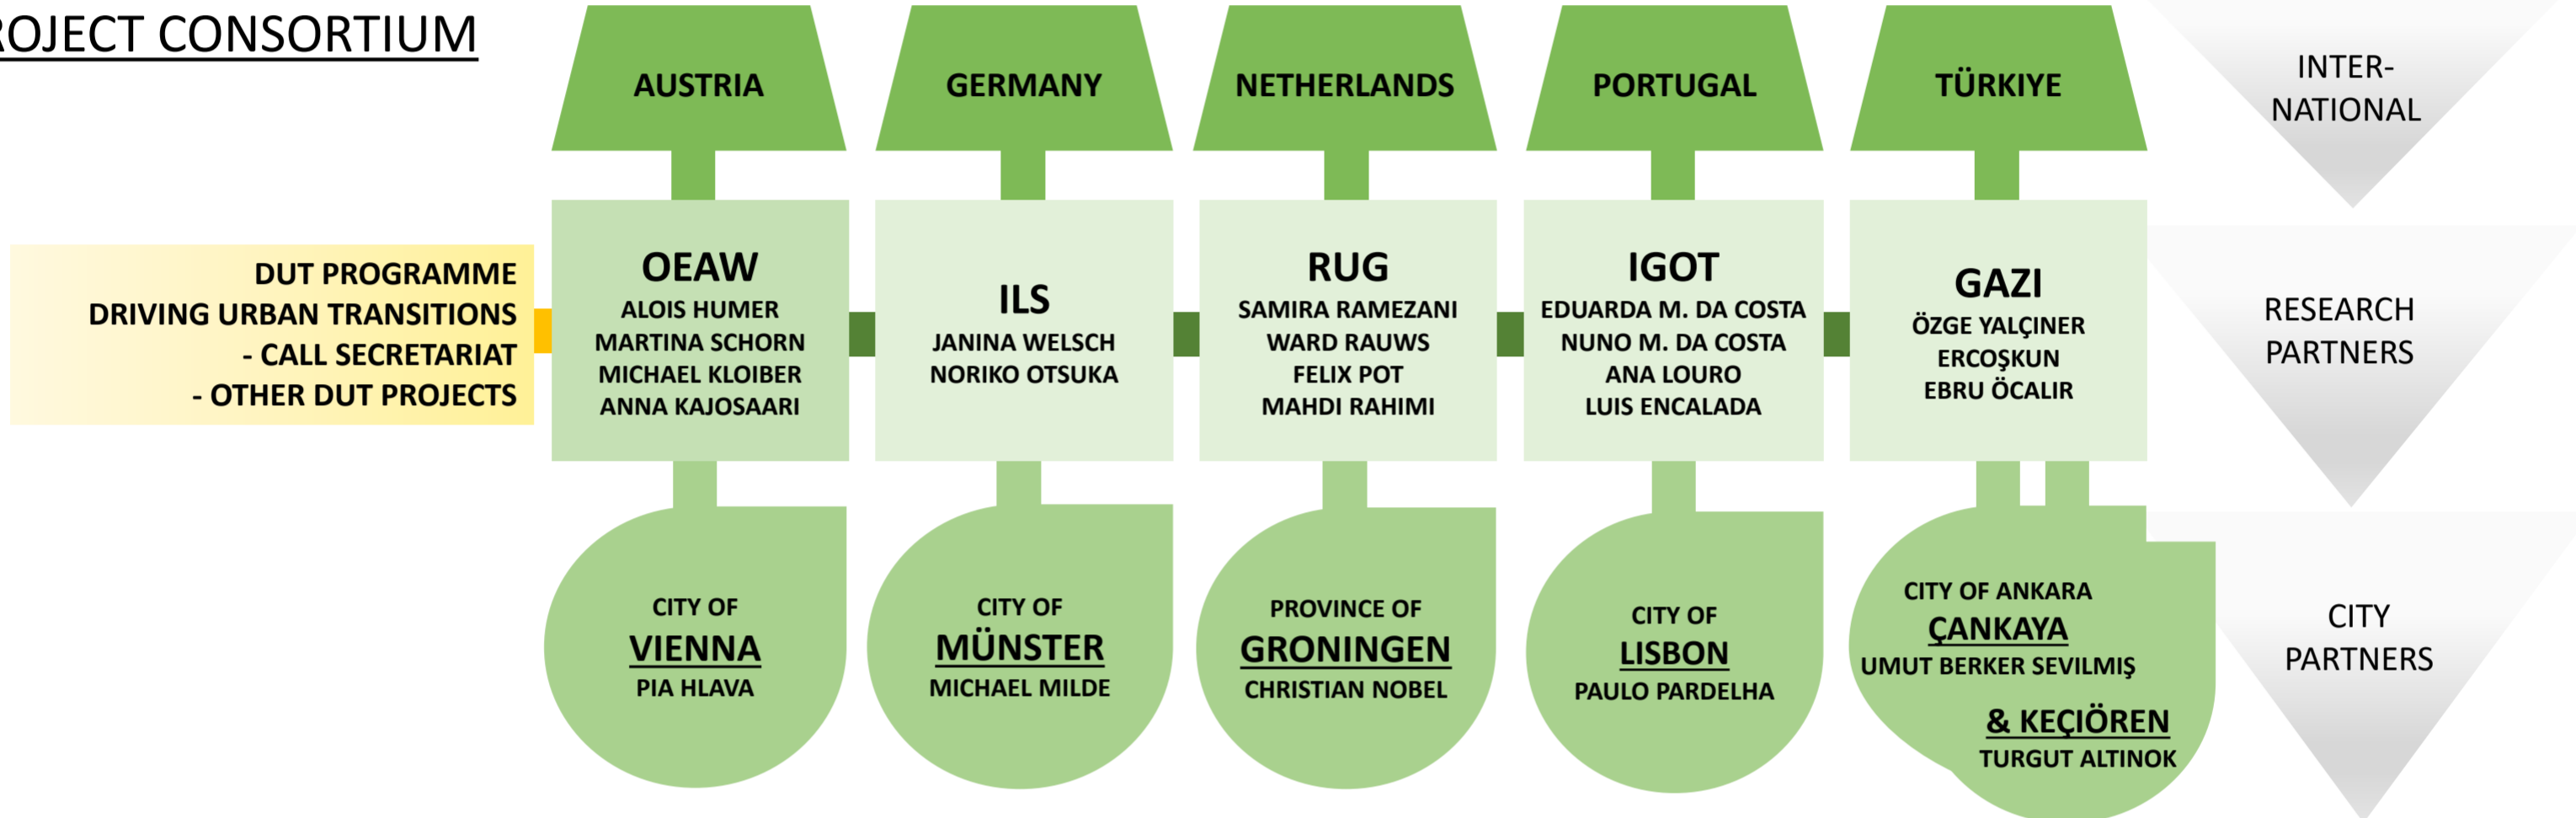 ROJECT CONSORTIUM
AUSTRIA
GERMANY
NETHERLANDS
PORTUGAL
TÜRKIYE
INTER-
NATIONAL
DUT PROGRAMME
DRIVING URBAN TRANSITIONS
- CALL SECRETARIAT
- OTHER DUT PROJECTS
OEAW
ALOIS HUMER
MARTINA SCHORN
MICHAEL KLOIBER
ANNA KAJOSAARI
ILS
JANINA WELSCH
NORIKO OTSUKA
RUG
SAMIRA RAMEZANI
WARD RAUWS
FELIX POT
MAHDI RAHIMI
IGOT
EDUARDA M. DA COSTA
NUNO M. DA COSTA
ANA LOURO
LUIS ENCALADA
GAZI
ÖZGE YALÇINER
ERCOŞKUN
EBRU ÖCALIR
RESEARCH
PARTNERS
CITY OF
VIENNA
PIA HLAVA
CITY OF
MÜNSTER
MICHAEL MILDE
PROVINCE OF
GRONINGEN
CHRISTIAN NOBEL
CITY OF
LISBON
PAULO PARDELHA
CITY OF ANKARA
ÇANKAYA
UMUT BERKER SEVILMIŞ
& KEÇIÖREN
TURGUT ALTINOK
CITY
PARTNERS